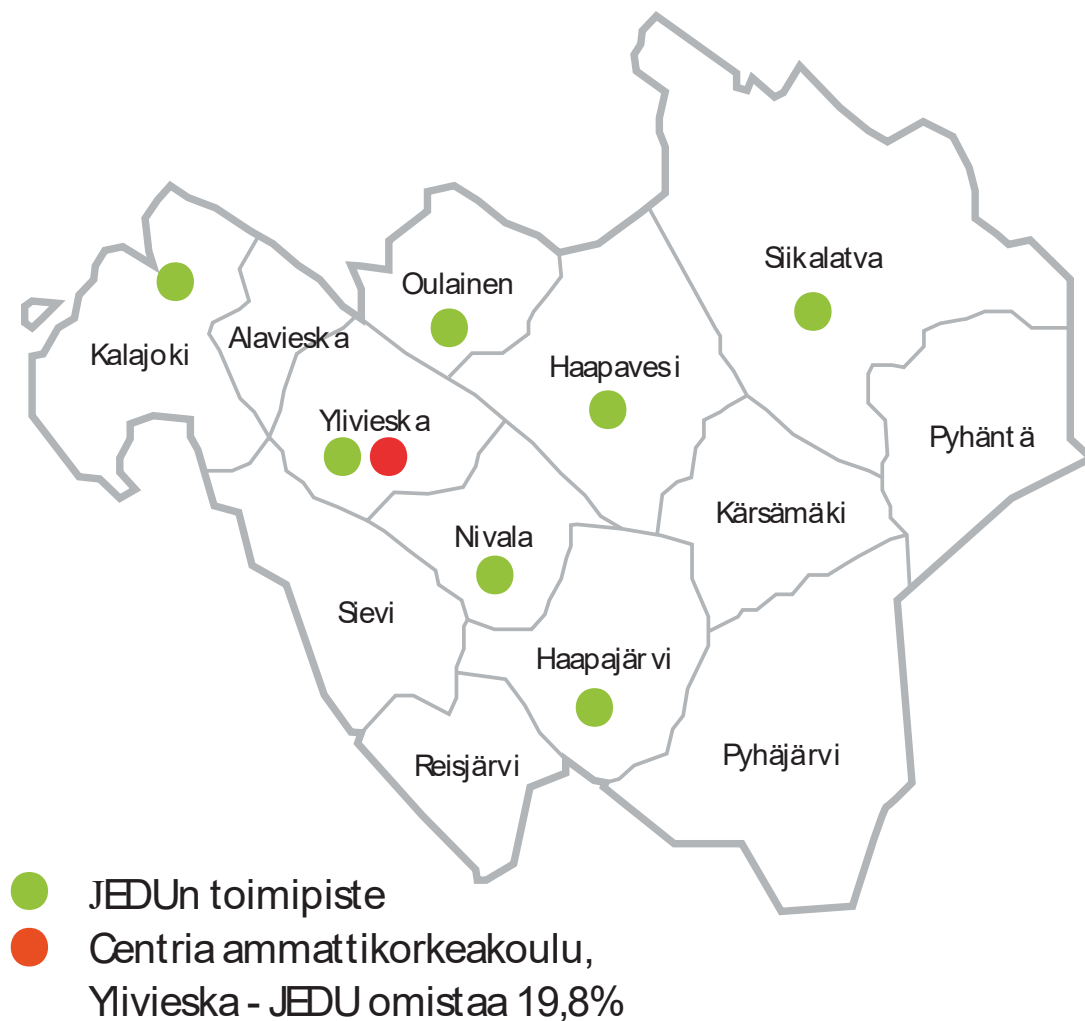 Siikalatva
Oulainen
Alavieska
Kalajoki
Haapavesi
Ylivieska
Pyhäntä
Kärsämäki
Nivala
Sievi
Haapajärvi
Pyhäjärvi
Reisjärvi
JEDUn toimipiste
Centria ammattikorkeakoulu,
Ylivieska - JEDU omistaa 19,8%